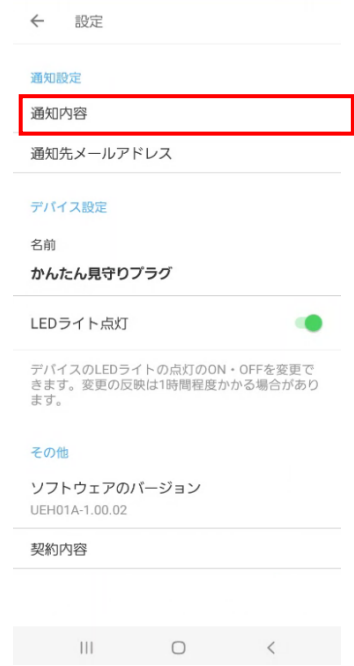 設定
通知設定
通知内容
通知先メールアドレス
デバイス設定
名前
かんたん見守りプラグ
LEDライト点灯
デバイスのLEDライトの点灯のON・OFFを変更で
きます。変更の反映は1時間程度かかる場合があり
ます。
その他
ソフトウェアのバージョン
UEH01A-1.00.02
契約内容